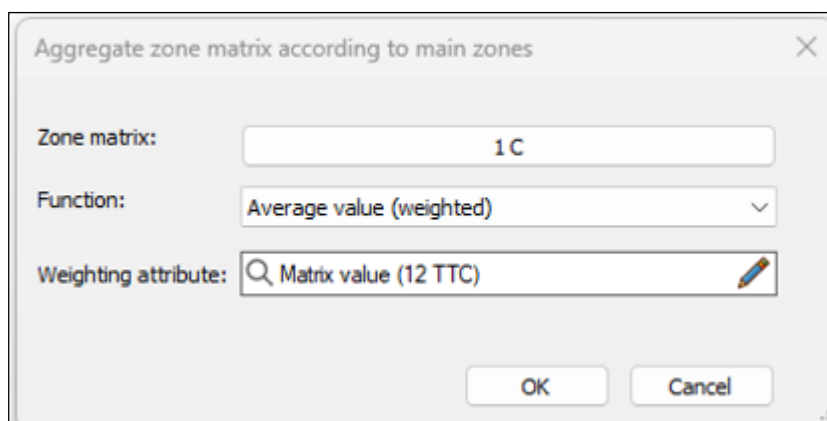 Aggregate zone matrix according to main zones
Zone matrix: 1 C
Function: Average value (weighted)
Weighting attribute: Matrix value (12 TTC)
OK Cancel